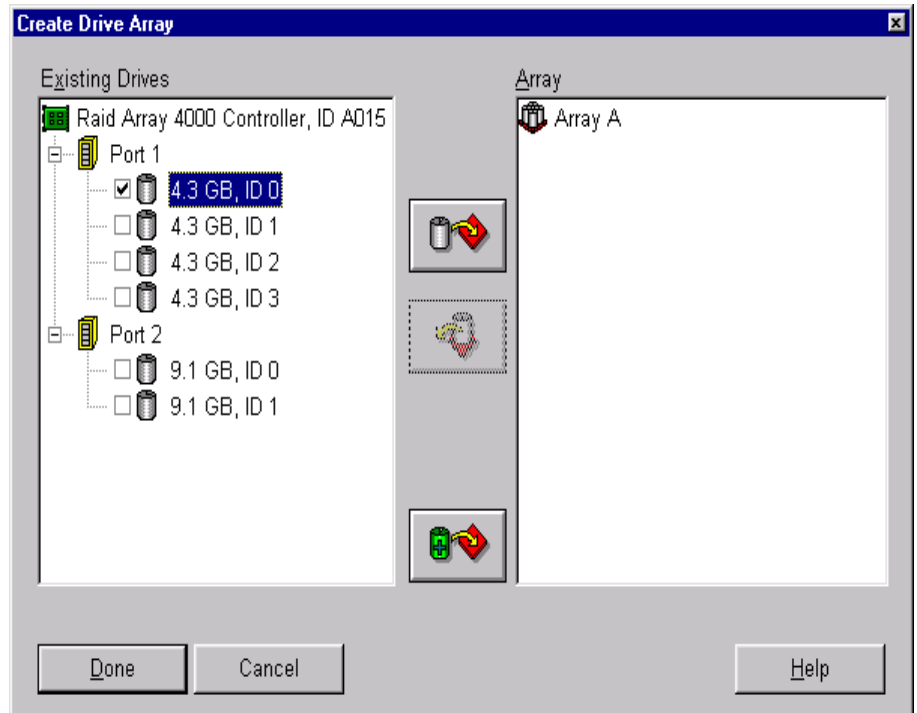 Create Drive Array
Existing Drives
Raid Array 4000 Controller, ID A015
Port 1
4.3 GB, ID 0
4.3 GB, ID 1
4.3 GB, ID 2
4.3 GB, ID 3
Port 2
9.1 GB, ID 0
9.1 GB, ID 1
Array
Array A
Done
Cancel
Help